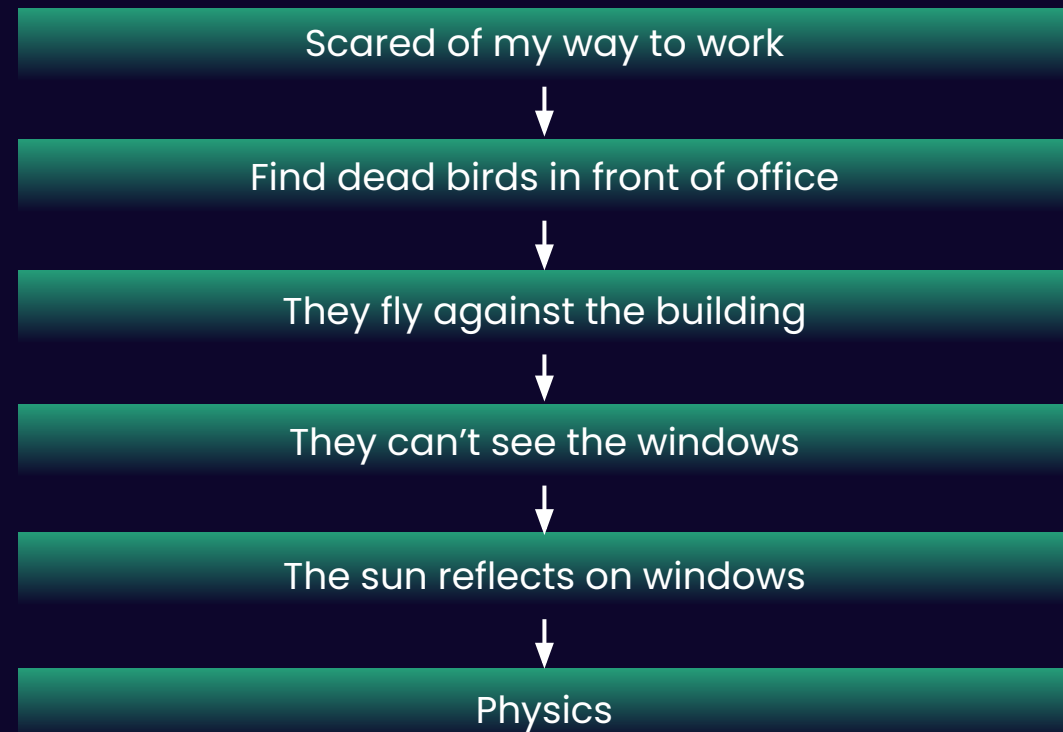 Scared of my way to work
Find dead birds in front of office
They fly against the building
They can’t see the windows
The sun reflects on windows
Physics